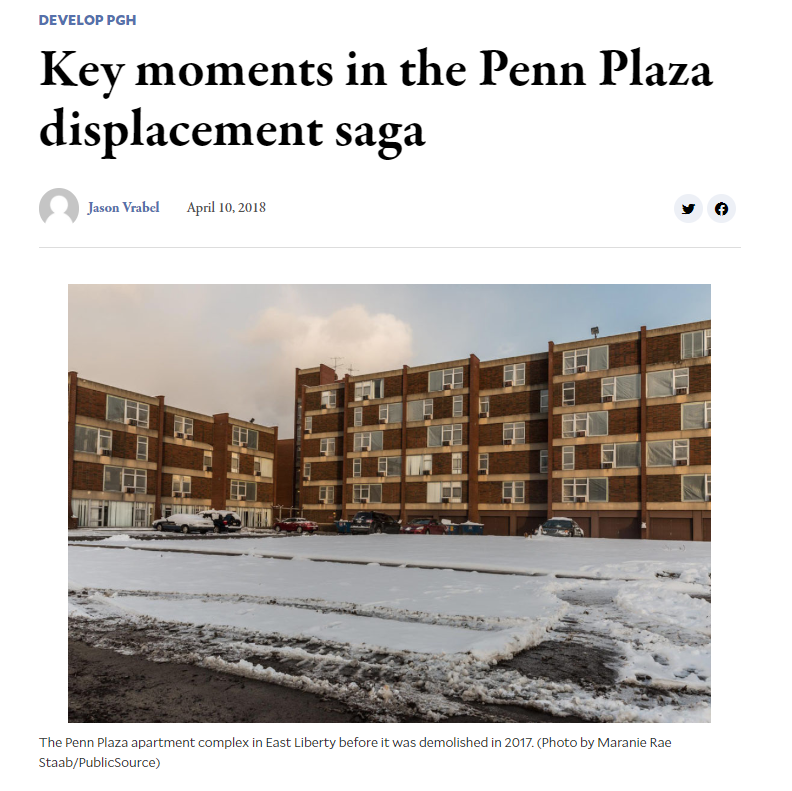 DEVELOP PGH
Key moments in the Penn Plaza
displacement saga
Jason Vrabel April 10, 2018
The Penn Plaza apartment complex in East Liberty before it was demolished in 2017. (Photo by Maranie Rae
Staab/PublicSource)